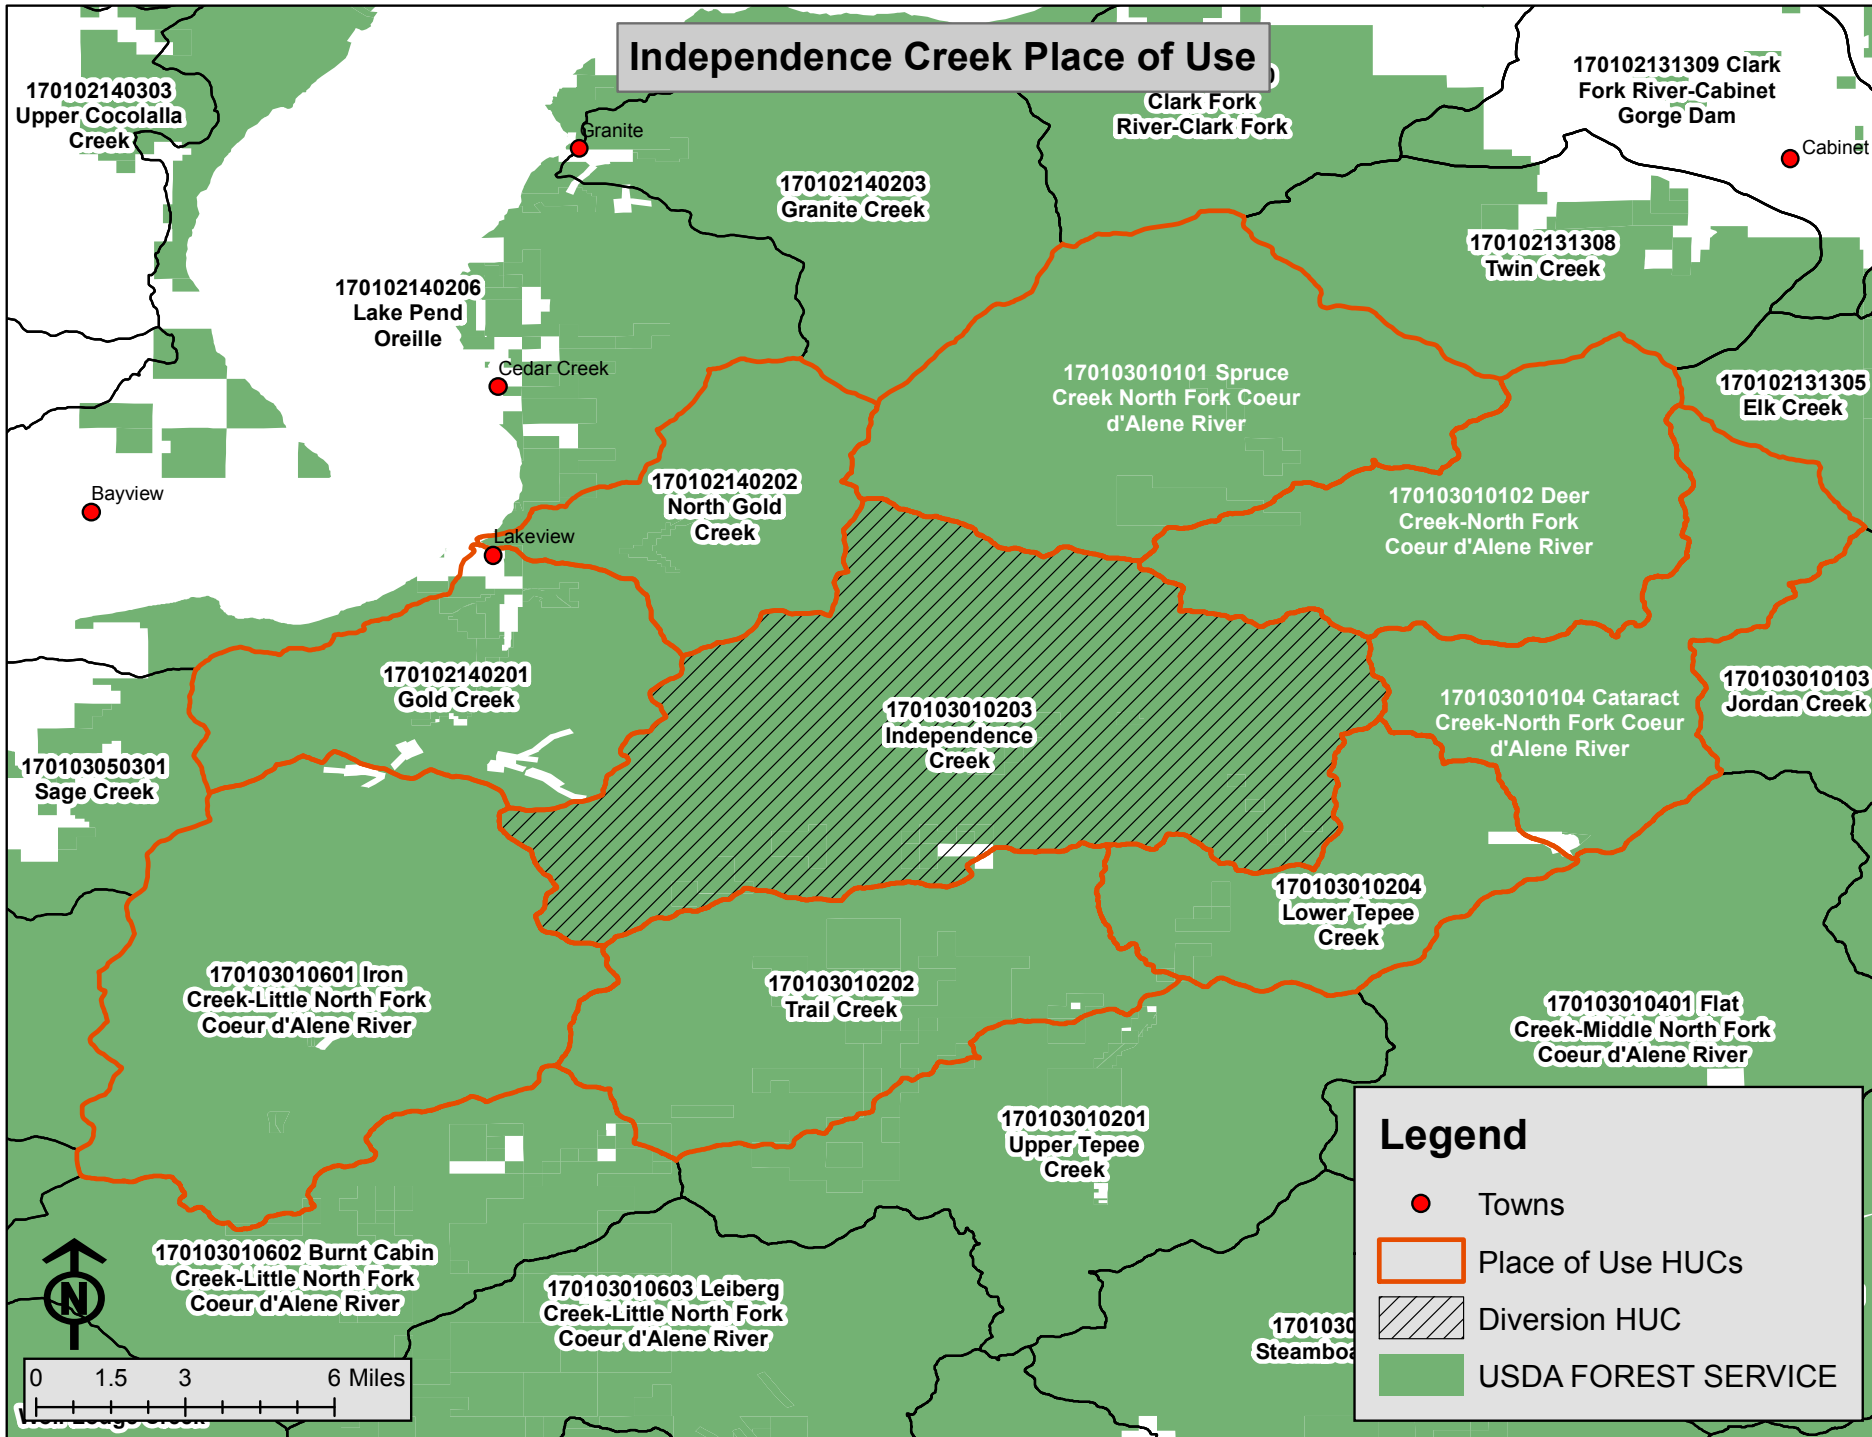 Independence Creek Place of Use
170102140303
Upper Cocolalla
Creek
Granite
Clark Fork
River-Clark Fork
170102131309 Clark
Fork River-Cabinet
Gorge Dam
Cabinet
170102140203
Granite Creek
170102131308
Twin Creek
170102140206
Lake Pend
Oreille
Cedar Creek
170103010101 Spruce
Creek North Fork Coeur
d'Alene River
170102131305
Elk Creek
Bayview
170102140202
North Gold
Creek
170103010102 Deer
Creek-North Fork
Coeur d'Alene River
Lakeview
170102140201
Gold Creek
170103010203
Independence
Creek
170103010104 Cataract
Creek-North Fork Coeur
d'Alene River
170103010103
Jordan Creek
170103050301
Sage Creek
170103010204
Lower Tepee
Creek
170103010601 Iron
Creek-Little North Fork
Coeur d'Alene River
170103010202
Trail Creek
170103010401 Flat
Creek-Middle North Fork
Coeur d'Alene River
170103010201
Upper Tepee
Creek
170103010602 Burnt Cabin
Creek-Little North Fork
Coeur d'Alene River
170103010603 Leiberg
Creek-Little North Fork
Coeur d'Alene River
1701030
Steamboa
Legend
Towns
Place of Use HUCs
Diversion HUC
USDA FOREST SERVICE
N
0 1.5 3 6 Miles